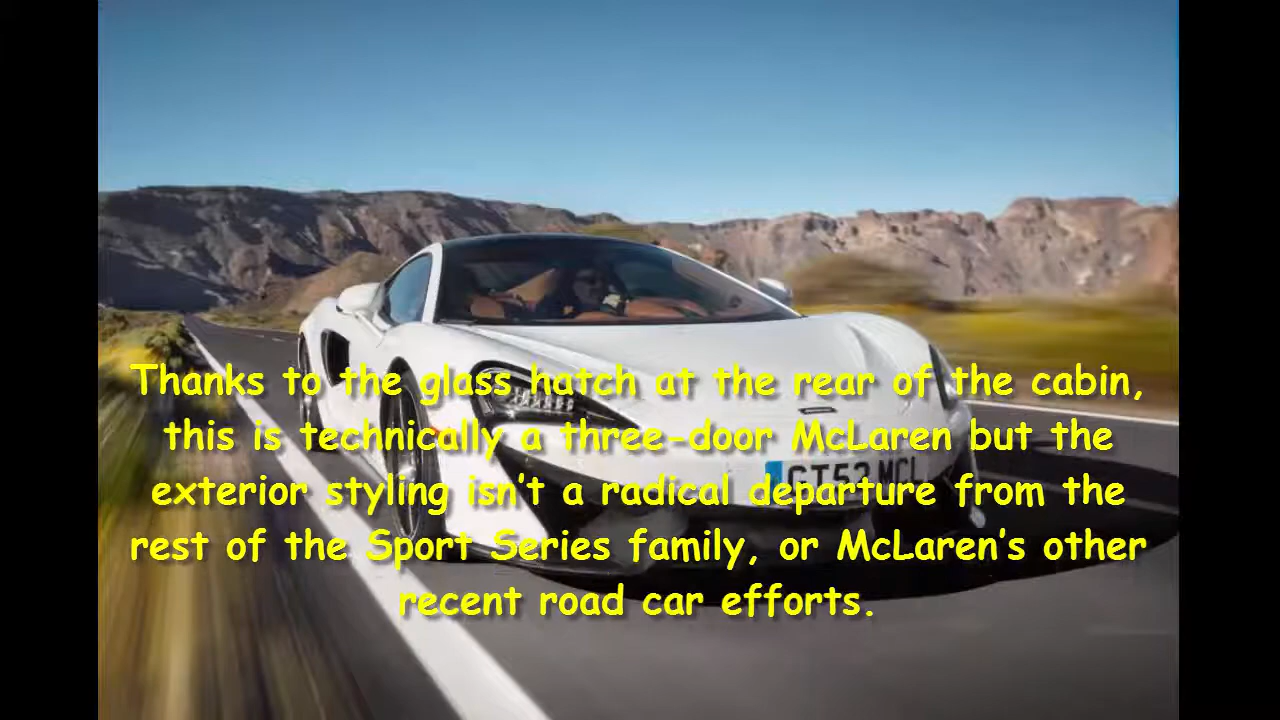 Thanks to the glass hatch at the rear of the cabin,
this is technically a three-door McLaren but the
GT53 MCL
exterior styling isn't a radical departure from the
rest of the Sport Series family, or McLaren's other
recent road car efforts.